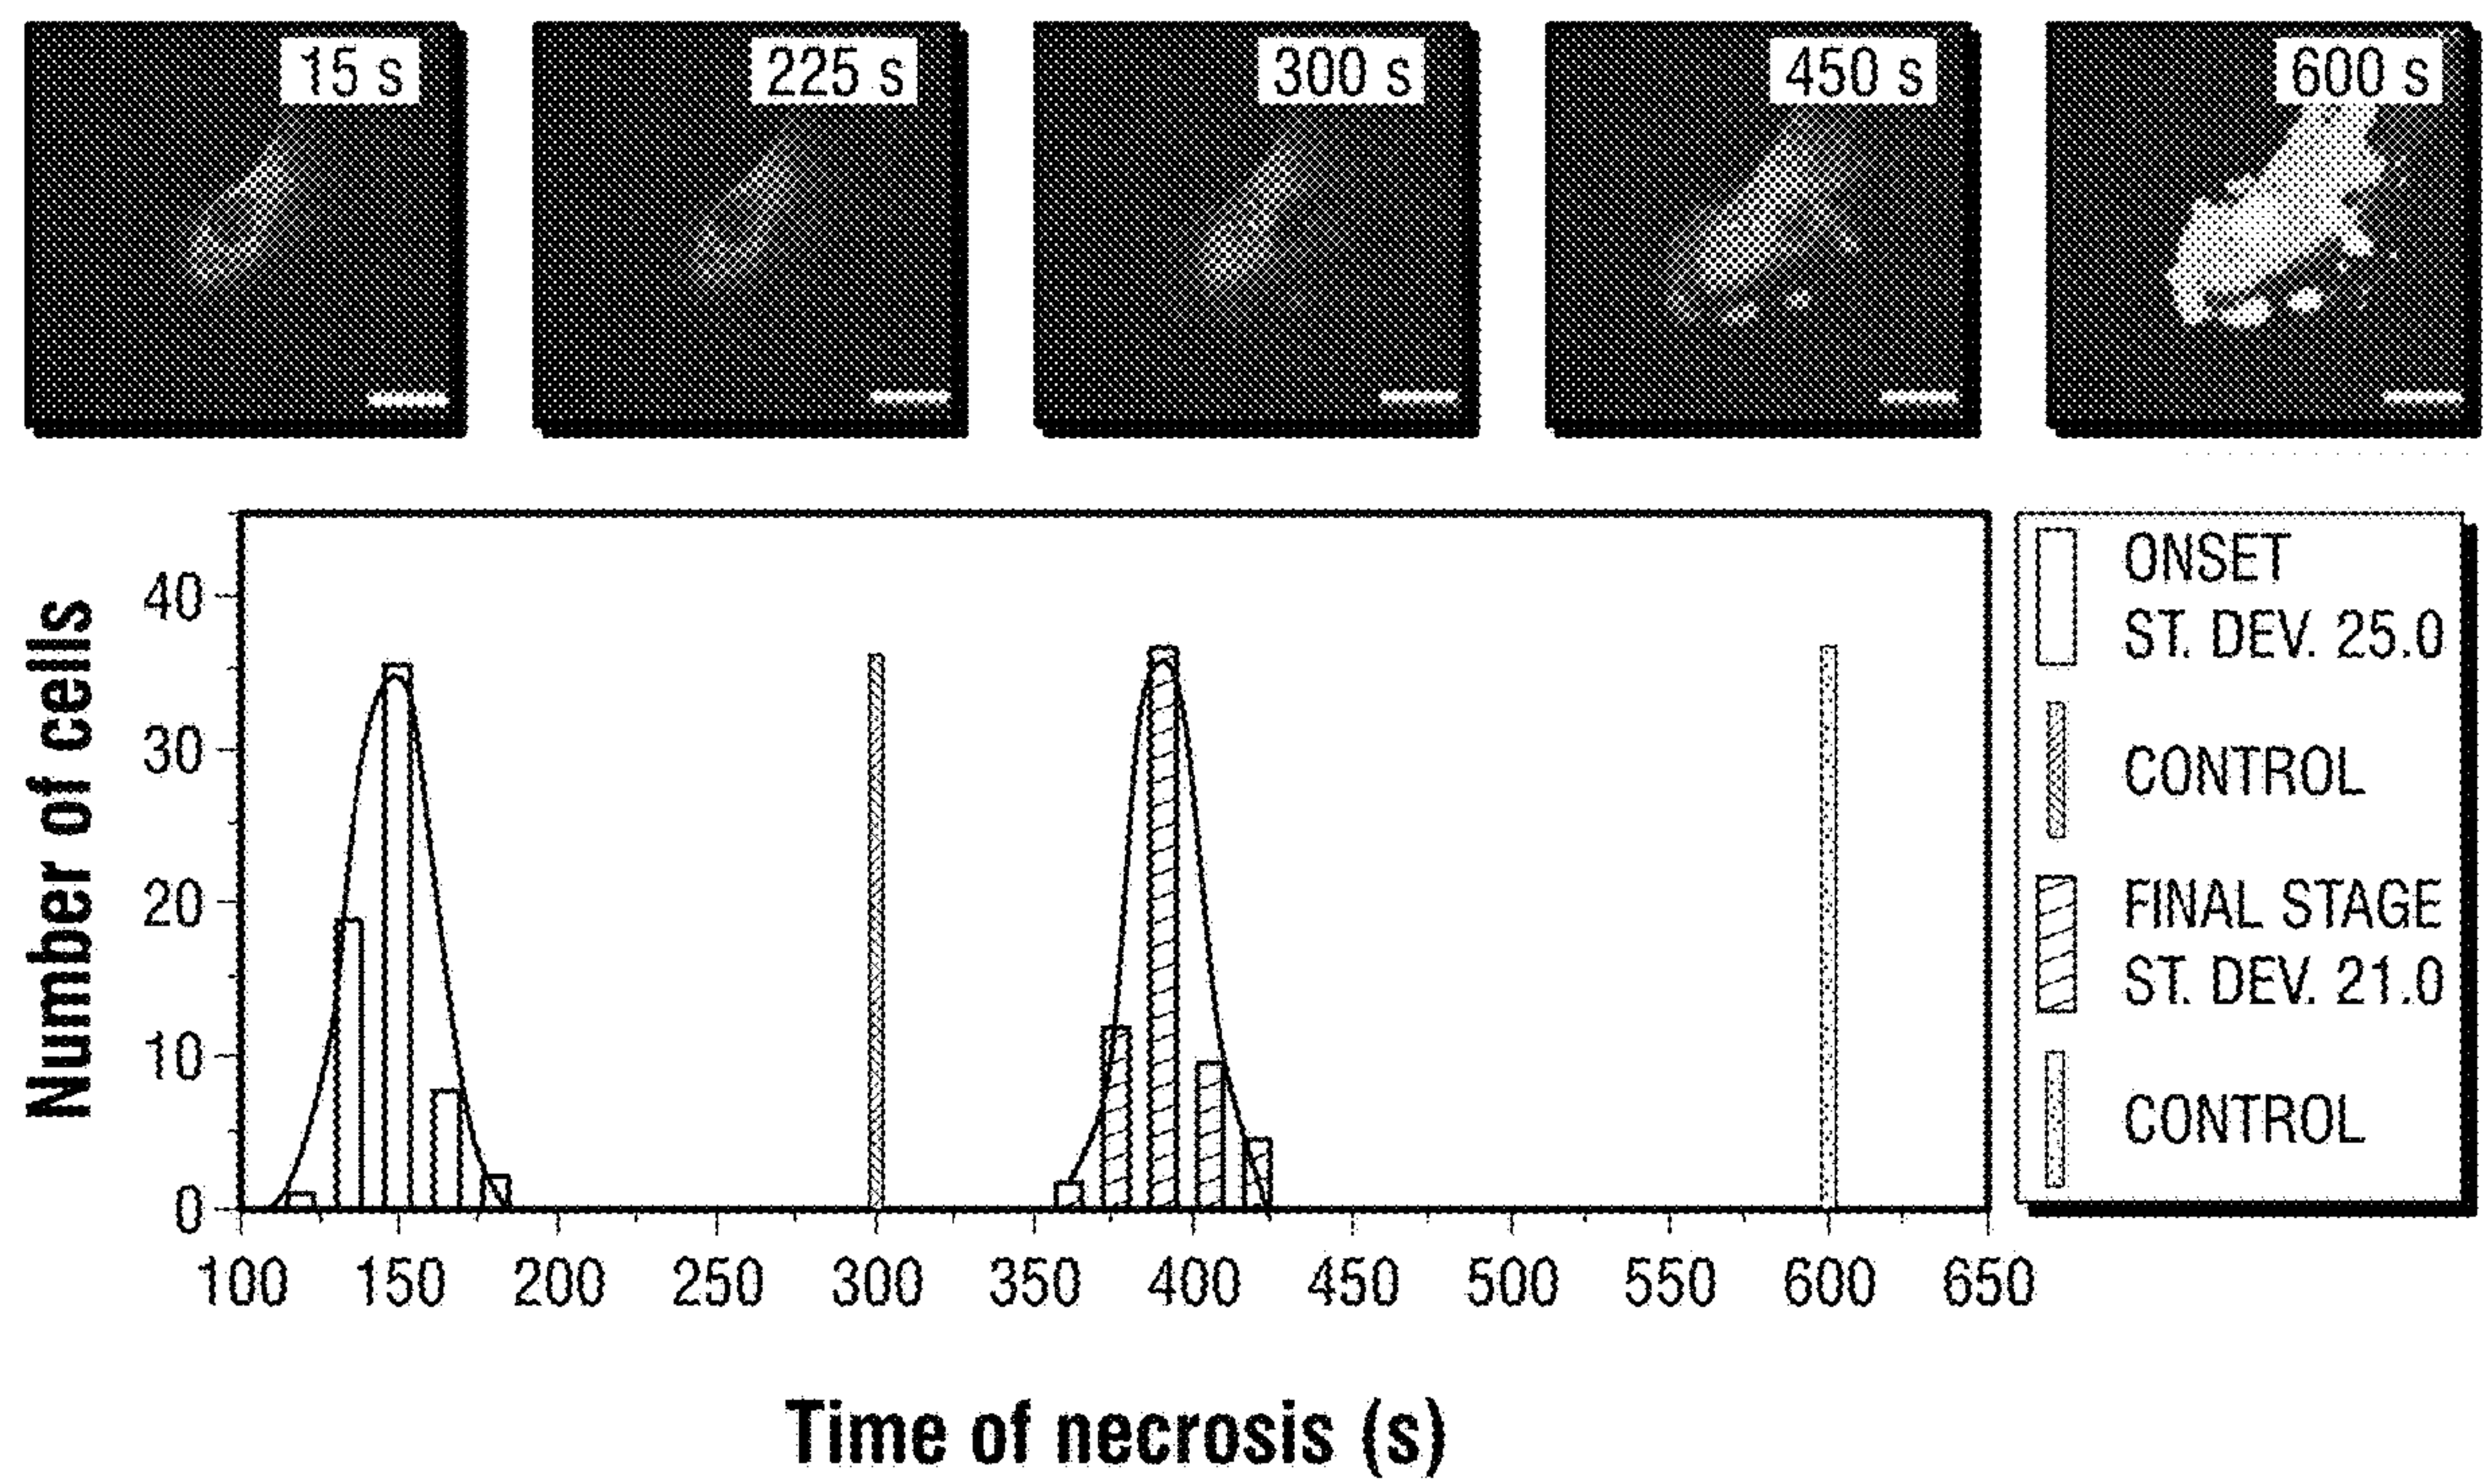 15 s
225 s
300 s
450 s
600 s
Number of cells
40
30
20
10
0
100 150 200 250 300 350 400 450 500 550 600 650
Time of necrosis (s)
ONSET
ST. DEV. 25.0
CONTROL
FINAL STAGE
ST. DEV. 21.0
CONTROL